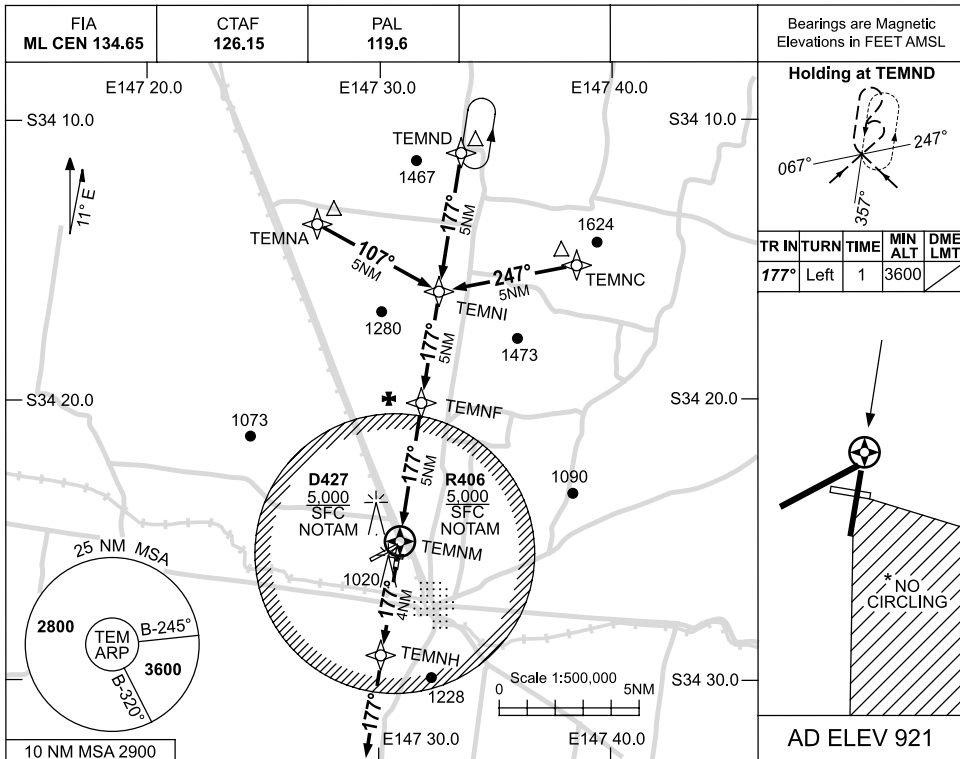 FIA
ML CEN 134.65
CTAF
126.15
PAL
119.6
Bearings are Magnetic
Elevations in FEET AMSL
E147 20.0
E147 30.0
E147 40.0
S34 10.0
S34 10.0
11° E
TEMND
1467
177°
5NM
TEMNA
107°
5NM
1624
247°
5NM
TEMNC
TEMNI
1280
177°
5NM
1473
S34 20.0
S34 20.0
TEMNF
1073
D427
5,000
SFC
NOTAM
177°
5NM
R406
5,000
SFC
NOTAM
1090
TEMNM
1020
177°
4NM
TEMNH
1228
177°
25 NM MSA
2800
TEM
ARP
B-245°
3600
B-320°
10 NM MSA 2900
Scale 1:500,000
0
5NM
S34 30.0
E147 30.0
E147 40.0
Holding at TEMND
067°
247°
357°
TR IN TURN TIME MIN ALT DME LMT
177° Left 1 3600
* NO
CIRCLING
AD ELEV 921